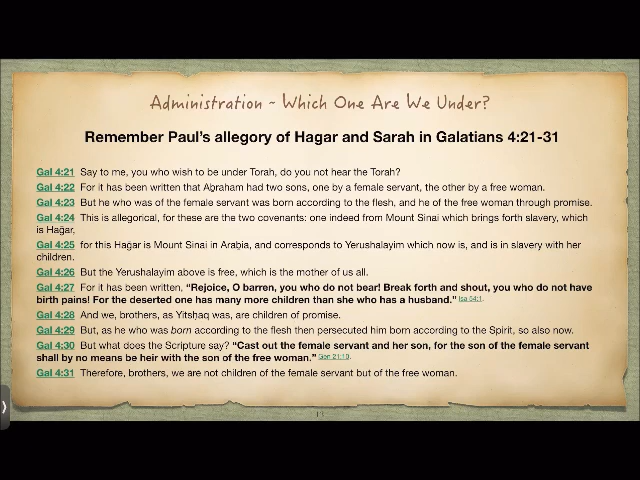 Administration ~ Which One Are We Under?
Remember Paul's allegory of Hagar and Sarah in Galatians 4:21-31
Gal 4:21 Say to me, you who wish to be under Torah, do you not hear the Torah?
Gal 4:22 For it has been written that Aḇraham had two sons, one by a female servant, the other by a free woman.
Gal 4:23 But he who was of the female servant was born according to the flesh, and he of the free woman through promise.
Gal 4:24 This is allegorical, for these are the two covenants: one indeed from Mount Sinai which brings forth slavery, which
is Haḡar,
Gal 4:25 for this Haḡar is Mount Sinai in Araḇia, and corresponds to Yerushalayim which now is, and is in slavery with her
children.
Gal 4:26 But the Yerushalayim above is free, which is the mother of us all.
Gal 4:27 For it has been written, “Rejoice, O barren, you who do not bear! Break forth and shout, you who do not have
birth pains! For the deserted one has many more children than she who has a husband.” Isa 54:1.
Gal 4:28 And we, brothers, as Yitsḥaq was, are children of promise.
Gal 4:29 But, as he who was born according to the flesh then persecuted him born according to the Spirit, so also now.
Gal 4:30 But what does the Scripture say? “Cast out the female servant and her son, for the son of the female servant
shall by no means be heir with the son of the free woman.” Gen 21:10.
Gal 4:31 Therefore, brothers, we are not children of the female servant but of the free woman.